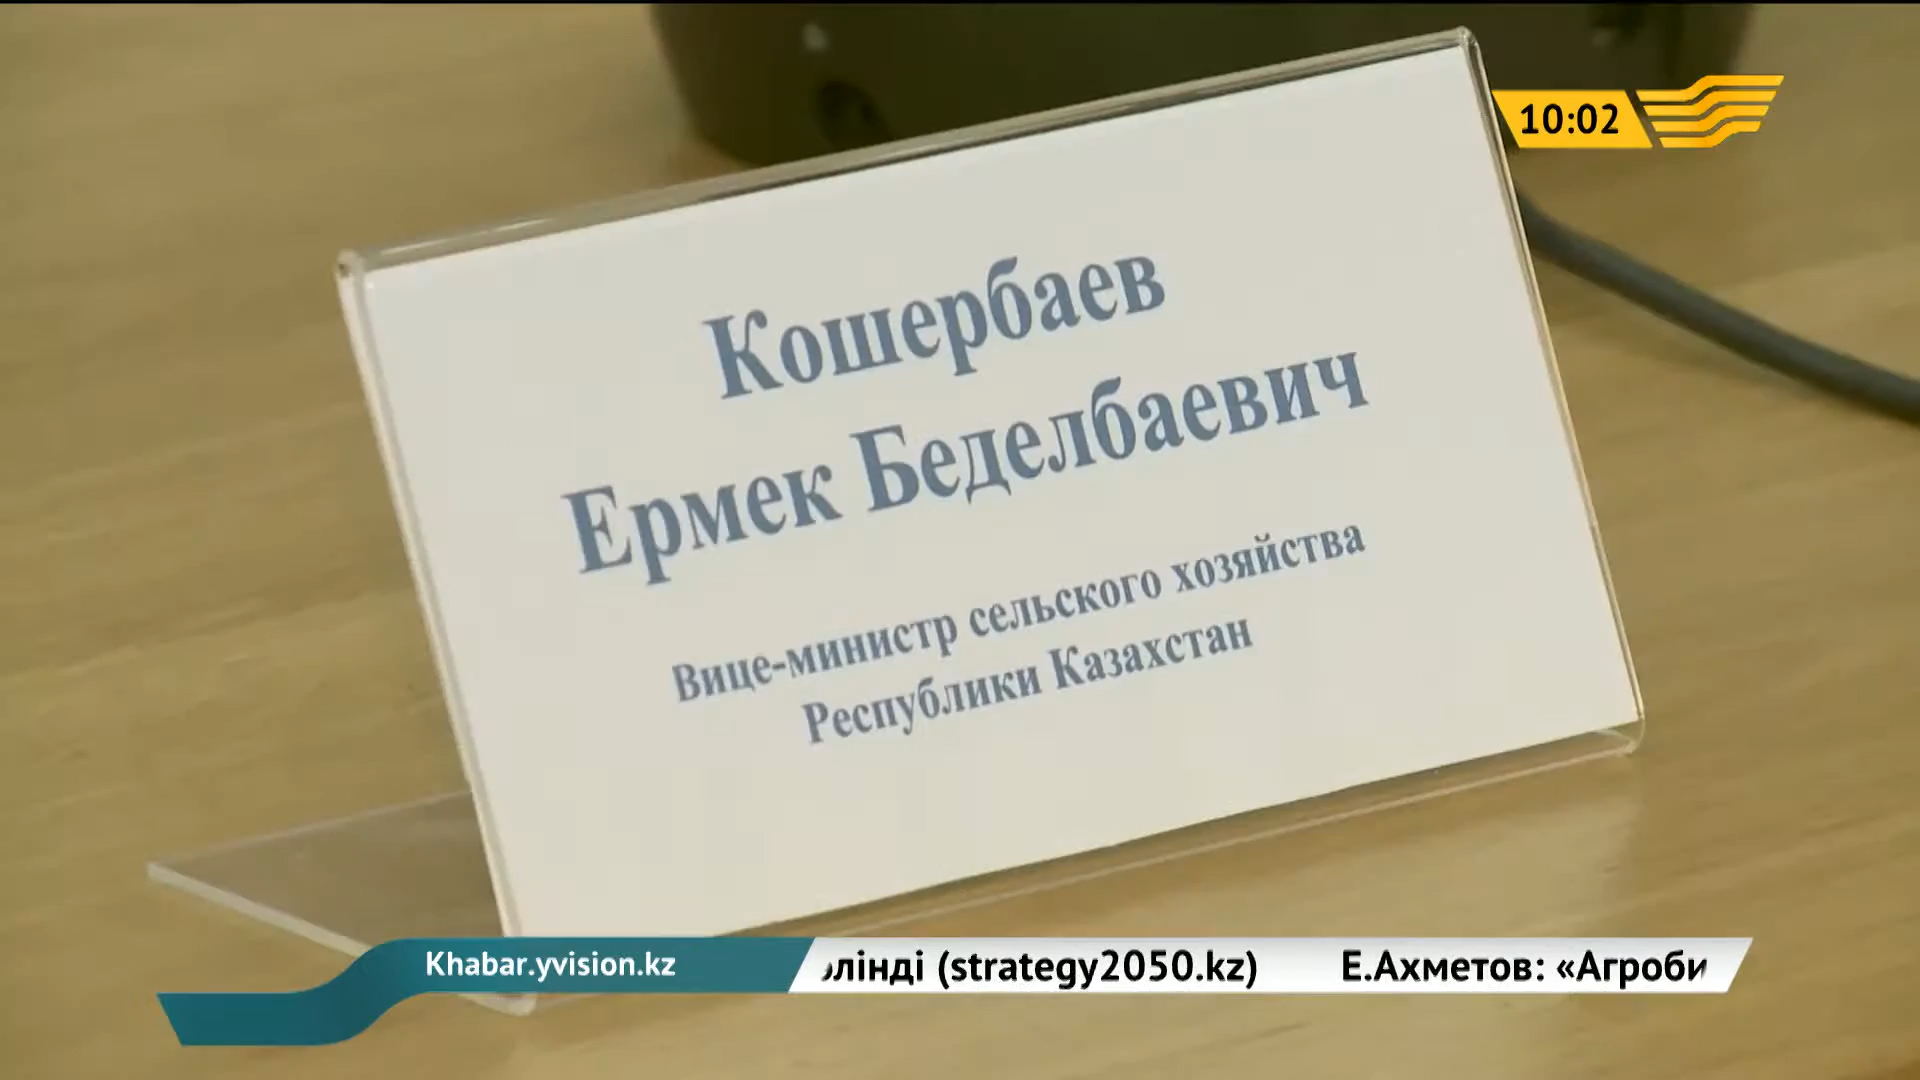 10:02
Кошербаев
Ермек Беделбаевич
Вице-министр сельского хозяйства
Республики Казахстан
Khabar.yvision.kz
(strategy2050.kz) Е.Ахметов: